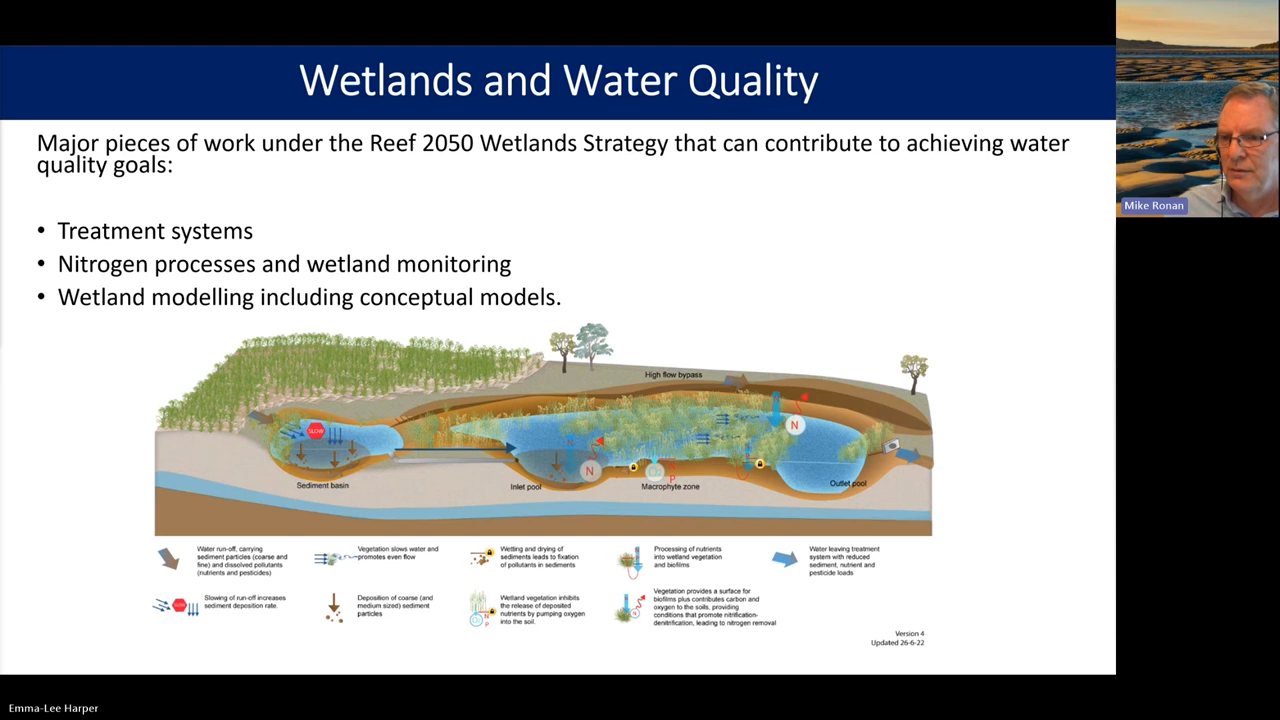 Wetlands and Water Quality
Major pieces of work under the Reef 2050 Wetlands Strategy that can contribute to achieving water
quality goals:
• Treatment systems
• Nitrogen processes and wetland monitoring
• Wetland modelling including conceptual models.
Mike Ronan
High flow bypass
SLOW
N
N
N
N
P
Sediment basin
Inlet pool
Macrophyte zone
Outlet pool
Water run-off, carrying
sediment particles (coarse and
fine) and dissolved pollutants
(nutrients and pesticides)
Vegetation slows water and
promotes even flow
Wetting and drying of
sediments leads to fixation
of pollutants in sediments
Processing of nutrients
into wetland vegetation
and biofilms
Water leaving treatment
system with reduced
sediment, nutrient and
pesticide loads
SLOW
Slowing of run-off increases
sediment deposition rate.
Deposition of coarse (and
medium sized) sediment
particles
N
P
Wetland vegetation inhibits
the release of deposited
nutrients by pumping oxygen
into the soil.
Vegetation provides a surface for
biofilms plus contributes carbon and
oxygen to the soils, providing
conditions that promote nitrification-
denitrification, leading to nitrogen removal
Version 4
Updated 26-6-22
Emma-Lee Harper